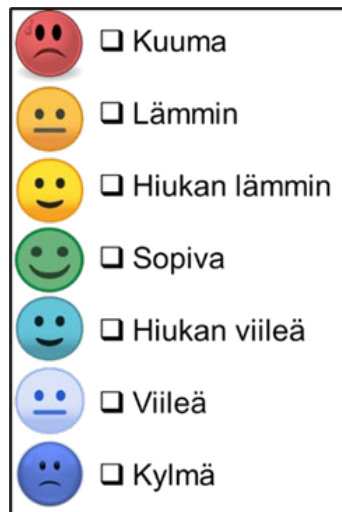 ❑ Kuuma
❑ Lämmin
❑ Hiukan lämmin
❑ Sopiva
❑ Hiukan viileä
❑ Viileä
❑ Kylmä